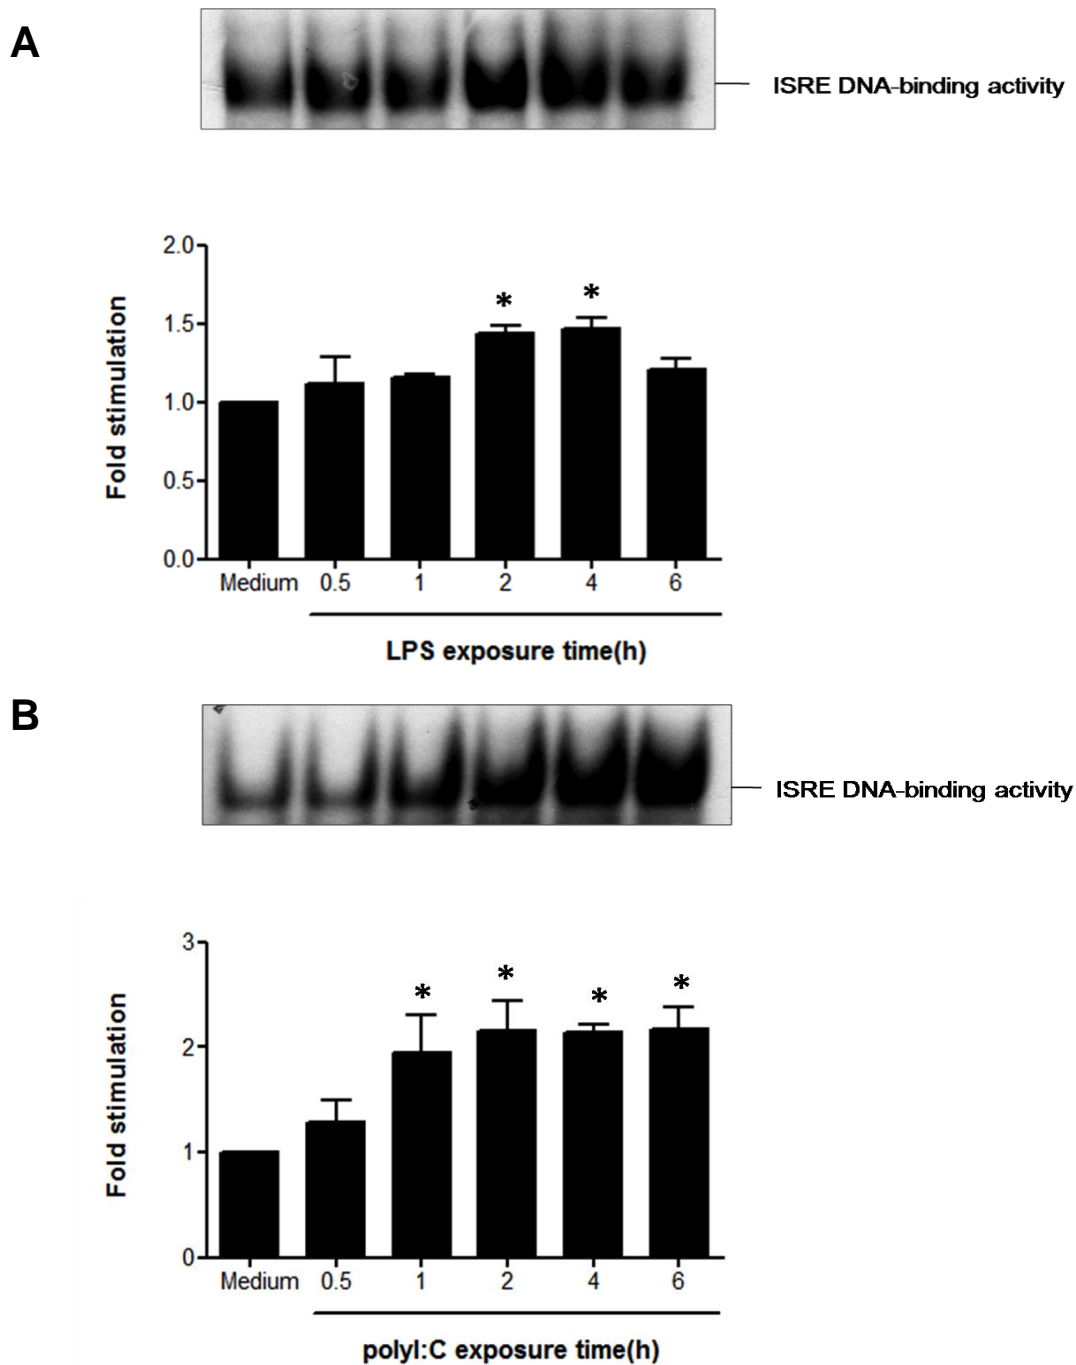 A
ISRE DNA-binding activity
2.0
1.5
1.0
0.5
0.0
Fold stimulation
* *
Medium 0.5 1 2 4 6
LPS exposure time(h)
B
ISRE DNA-binding activity
3
2
1
0
Fold stimulation
* * * *
Medium 0.5 1 2 4 6
polyI:C exposure time(h)